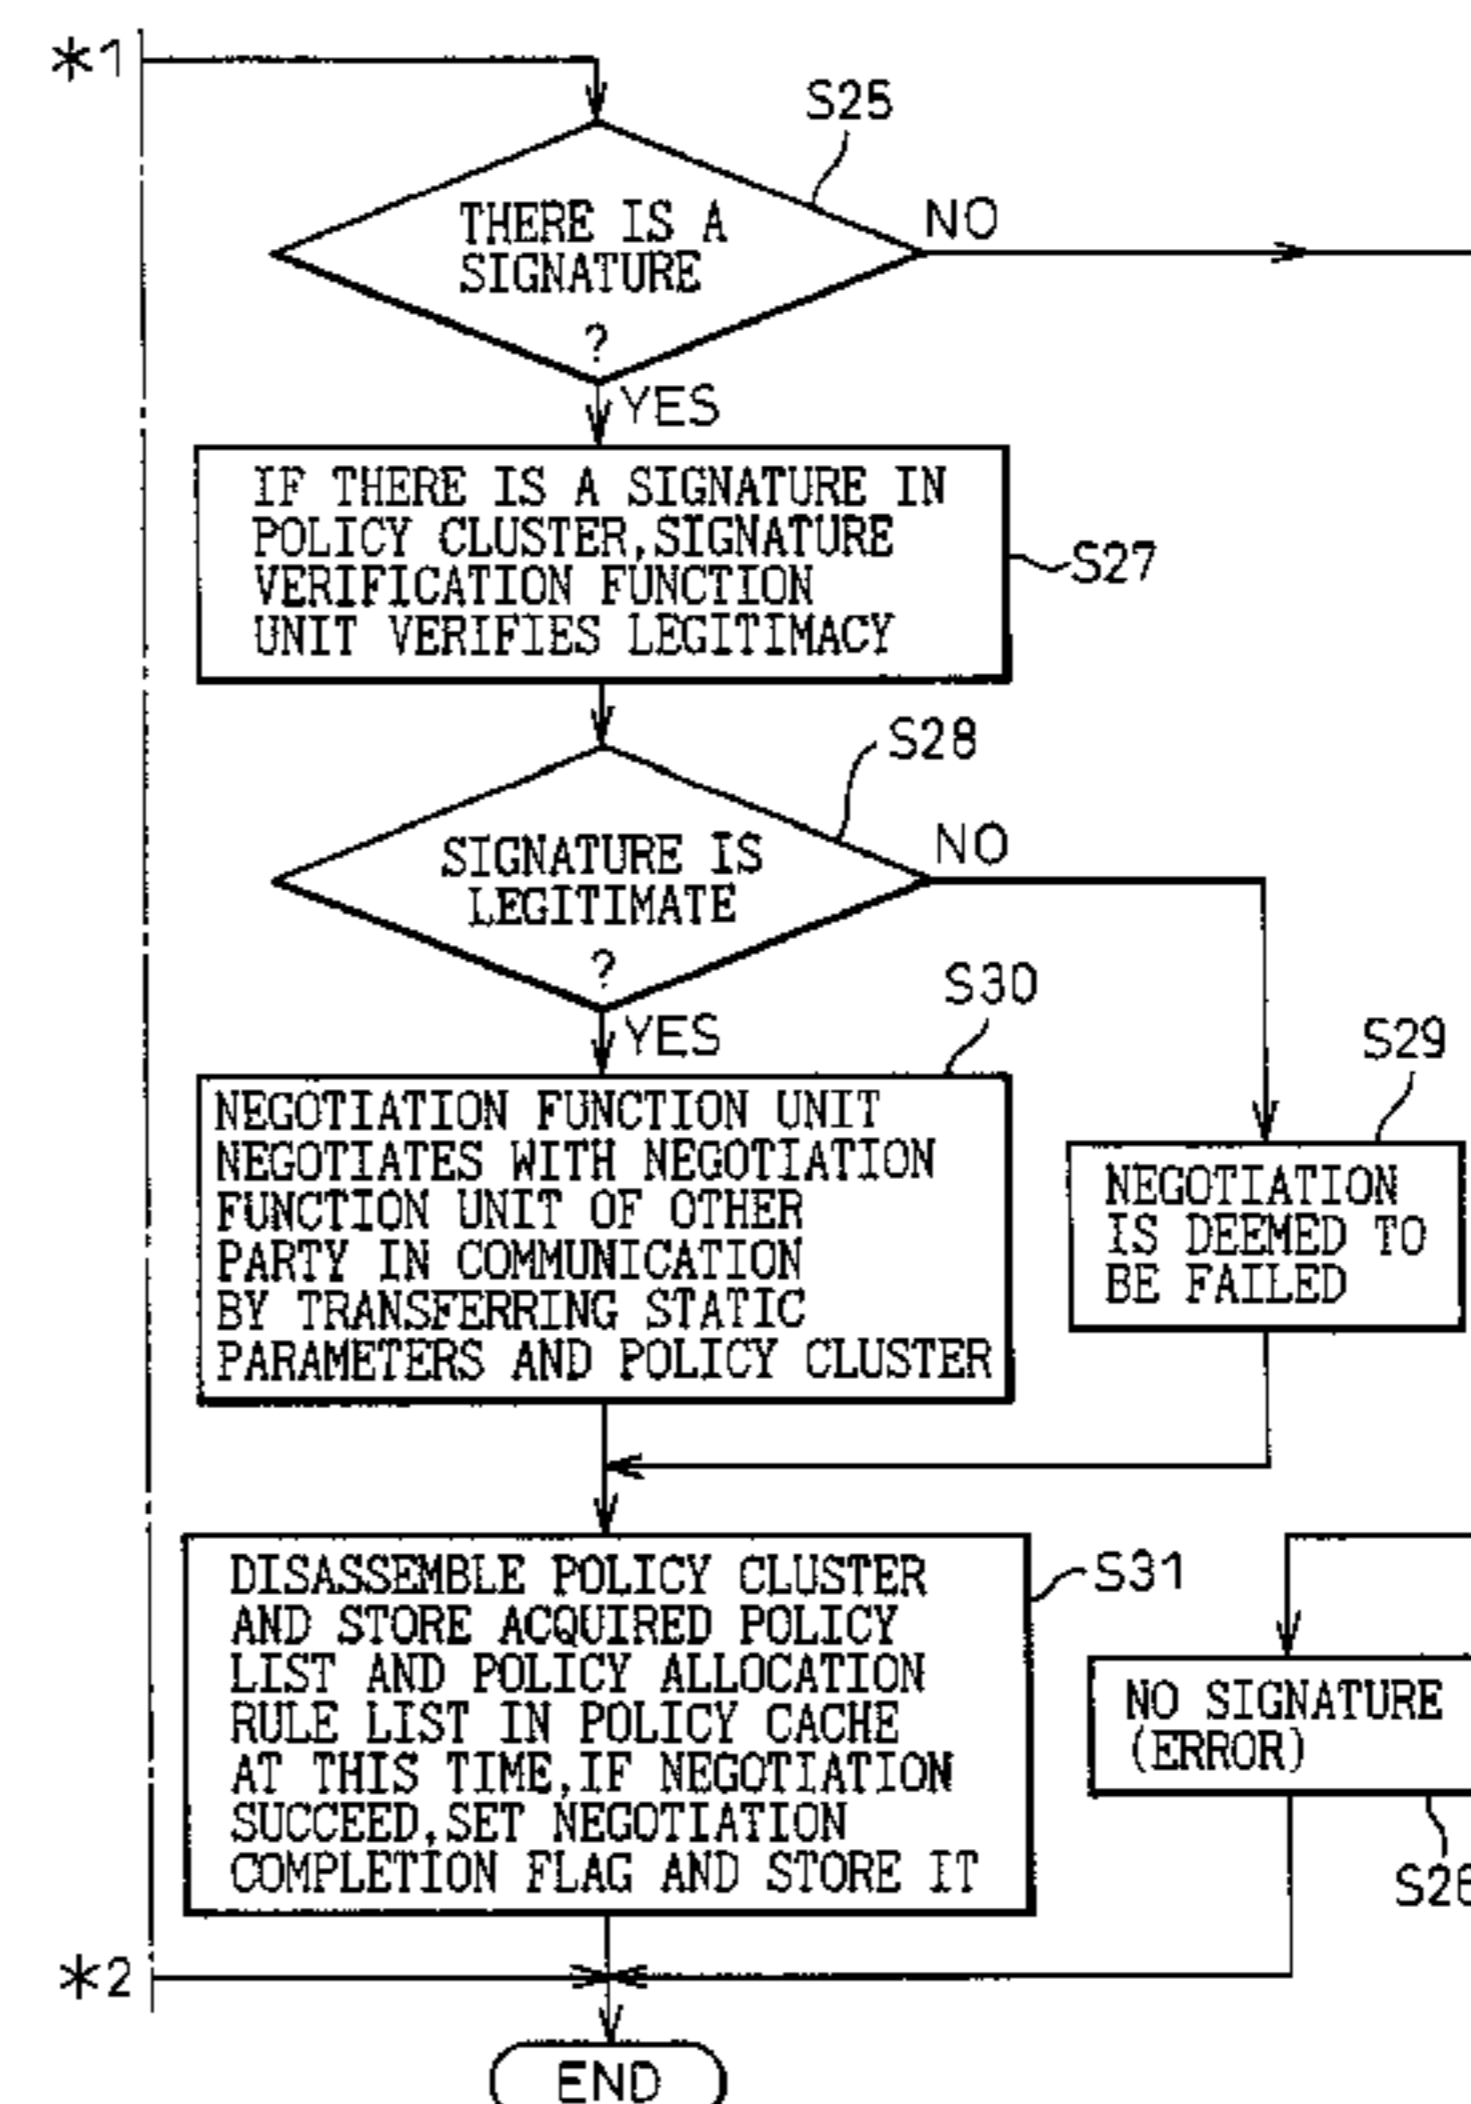 *1
S25
THERE IS A
SIGNATURE
?
NO
YES
IF THERE IS A SIGNATURE IN
POLICY CLUSTER,SIGNATURE
VERIFICATION FUNCTION
UNIT VERIFIES LEGITIMACY
S27
S28
SIGNATURE IS
LEGITIMATE
?
NO
YES
S30
NEGOTIATION FUNCTION UNIT
NEGOTIATES WITH NEGOTIATION
FUNCTION UNIT OF OTHER
PARTY IN COMMUNICATION
BY TRANSFERRING STATIC
PARAMETERS AND POLICY CLUSTER
S29
NEGOTIATION
IS DEEMED TO
BE FAILED
DISASSEMBLE POLICY CLUSTER
AND STORE ACQUIRED POLICY
LIST AND POLICY ALLOCATION
RULE LIST IN POLICY CACHE
AT THIS TIME,IF NEGOTIATION
SUCCEED,SET NEGOTIATION
COMPLETION FLAG AND STORE IT
S31
NO SIGNATURE
(ERROR)
*2
END